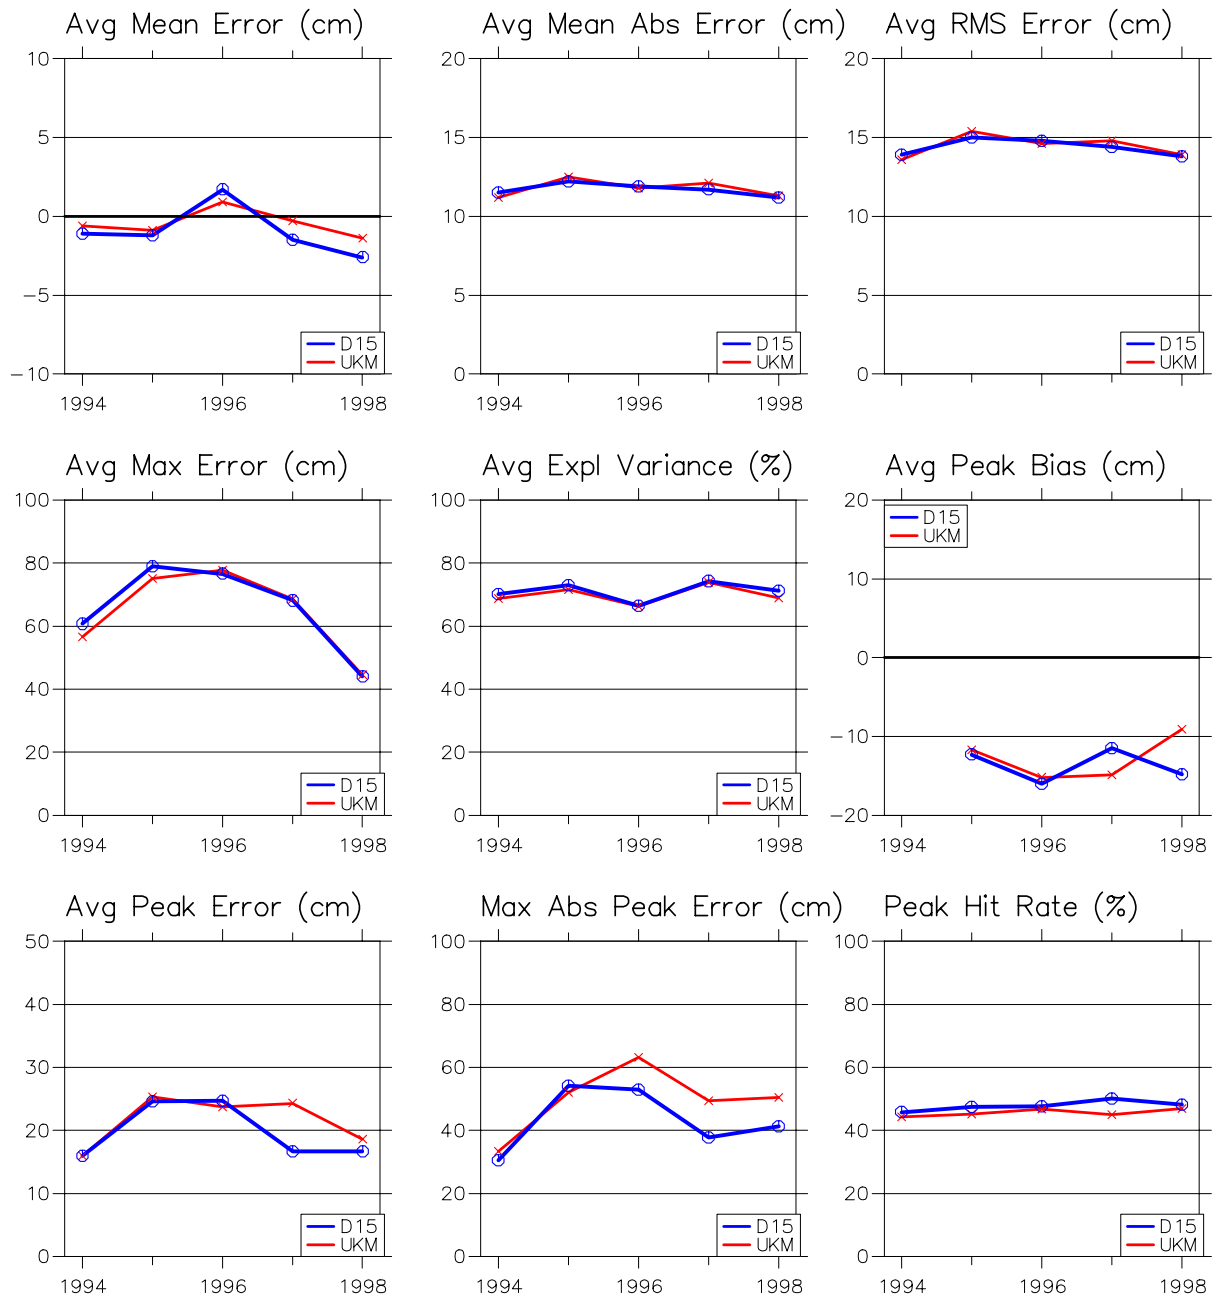 Avg Mean Error (cm)
10
5
0
−5
−10
D15
UKM
1994
1996
1998
Avg Mean Abs Error (cm)
20
15
10
5
0
D15
UKM
1994
1996
1998
Avg RMS Error (cm)
20
15
10
5
0
D15
UKM
Avg Max Error (cm)
100
80
60
40
20
0
D15
UKM
1994
1996
1998
Avg Expl Variance (%)
100
80
60
40
20
0
D15
UKM
Avg Peak Bias (cm)
20
D15
UKM
10
0
−10
−20
1994
1996
1998
Avg Peak Error (cm)
50
40
30
20
10
0
D15
UKM
1994
1996
1998
Max Abs Peak Error (cm)
100
80
60
40
20
0
D15
UKM
1994
1996
1998
Peak Hit Rate (%)
100
80
60
40
20
0
D15
UKM
1994
1996
1998